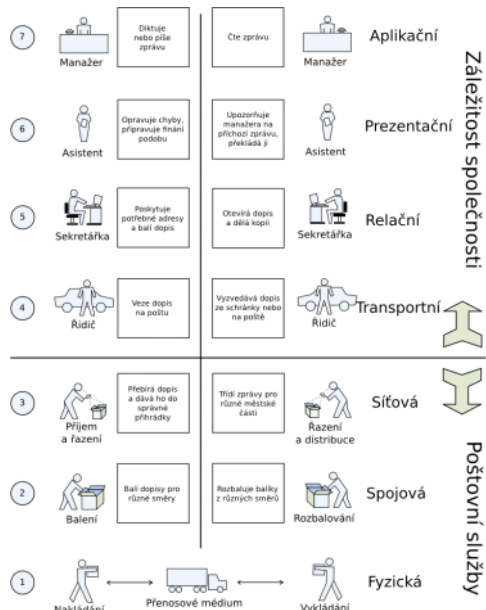 7
Manažer
Diktuje
nebo píše
zprávu
Čte zprávu
Manažer
Aplikační
6
Asistent
Opravuje chyby,
připravuje finání
podobu
Upozorňuje
manažera na
příchozí zprávu,
překládá ji
Asistent
Prezentační
5
Sekretářka
Poskytuje
potřebné adresy
a balí dopis
Otevírá dopis
a dělá kopii
Sekretářka
Relační
4
Řidič
Veze dopis
na poštu
Vyzvedává dopis
ze schránky nebo
na poště
Řidič
Transportní
Záležitost společnosti
3
Příjem
a řazení
Přebírá dopis
a dává ho do
správné
přihrádky
Třídí zprávy pro
různé městské
části
Řazení
a distribuce
Síťová
2
Balení
Balí dopisy pro
různé směry
Rozbaluje balíky
z různých směrů
Rozbalování
Spojová
1
Nakládání
Přenosové médium
Vykládání
Fyzická
Poštovní služby